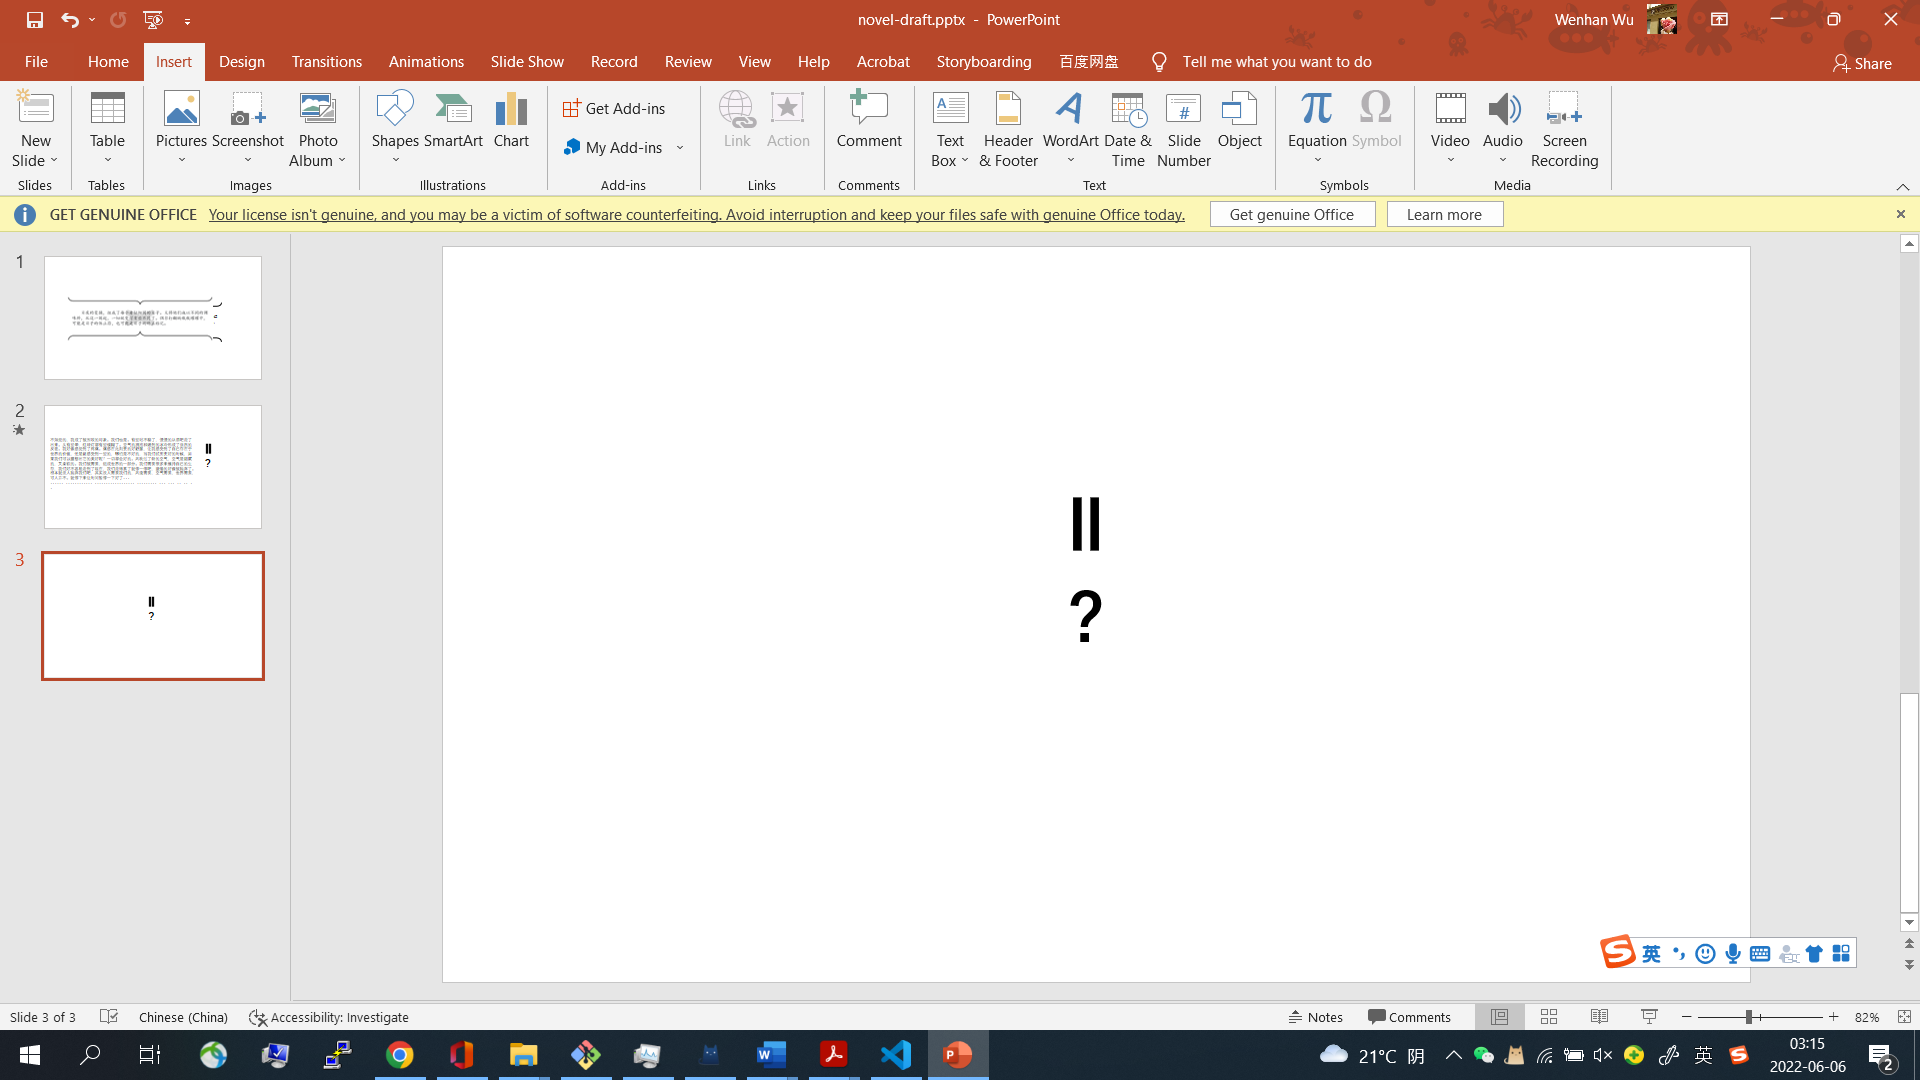 novel-draft.pptx - PowerPoint
Wenhan Wu
File Home Insert Design Transitions Animations Slide Show Record Review View Help Acrobat Storyboarding 百度网盘 Tell me what you want to do Share
New Slide
Table
Pictures
Screenshot
Photo Album
Shapes
SmartArt
Chart
Get Add-ins
My Add-ins
Link
Action
Comment
Text Box
Header & Footer
WordArt
Date & Time
Slide Number
Object
Equation
Symbol
Video
Audio
Screen Recording
Slides Tables Images Illustrations Add-ins Links Comments Text Symbols Media
GET GENUINE OFFICE Your license isn't genuine, and you may be a victim of software counterfeiting. Avoid interruption and keep your files safe with genuine Office today. Get genuine Office Learn more
1
2
||
?
3
||
?
||
?
英
Slide 3 of 3 Chinese (China) Accessibility: Investigate Notes Comments 82%
21°C 阴 英 03:15
2022-06-06
2